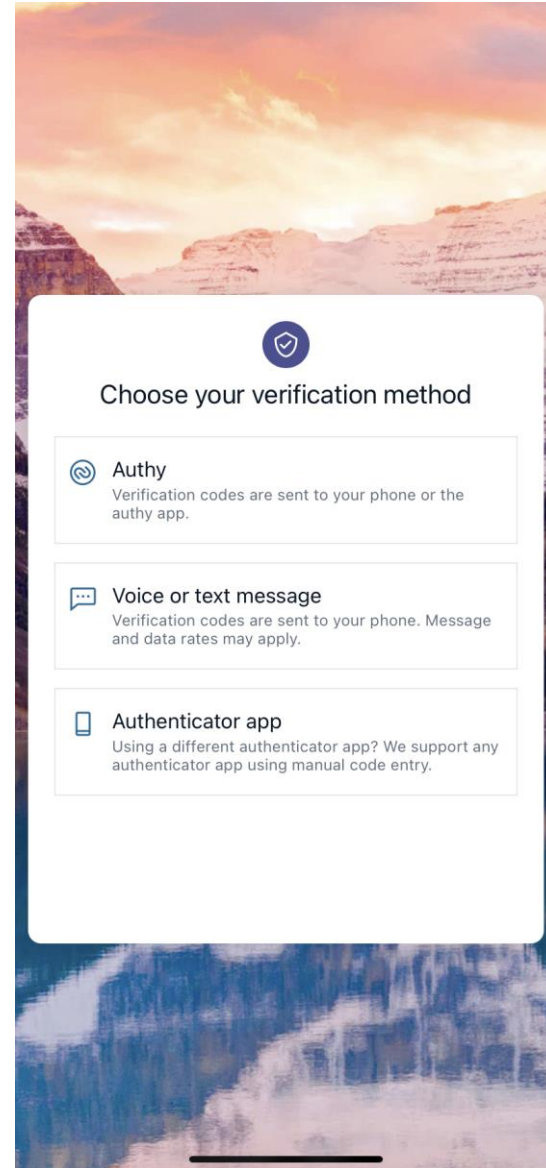 Choose your verification method
Authy
Verification codes are sent to your phone or the
authy app.
Voice or text message
Verification codes are sent to your phone. Message
and data rates may apply.
Authenticator app
Using a different authenticator app? We support any
authenticator app using manual code entry.